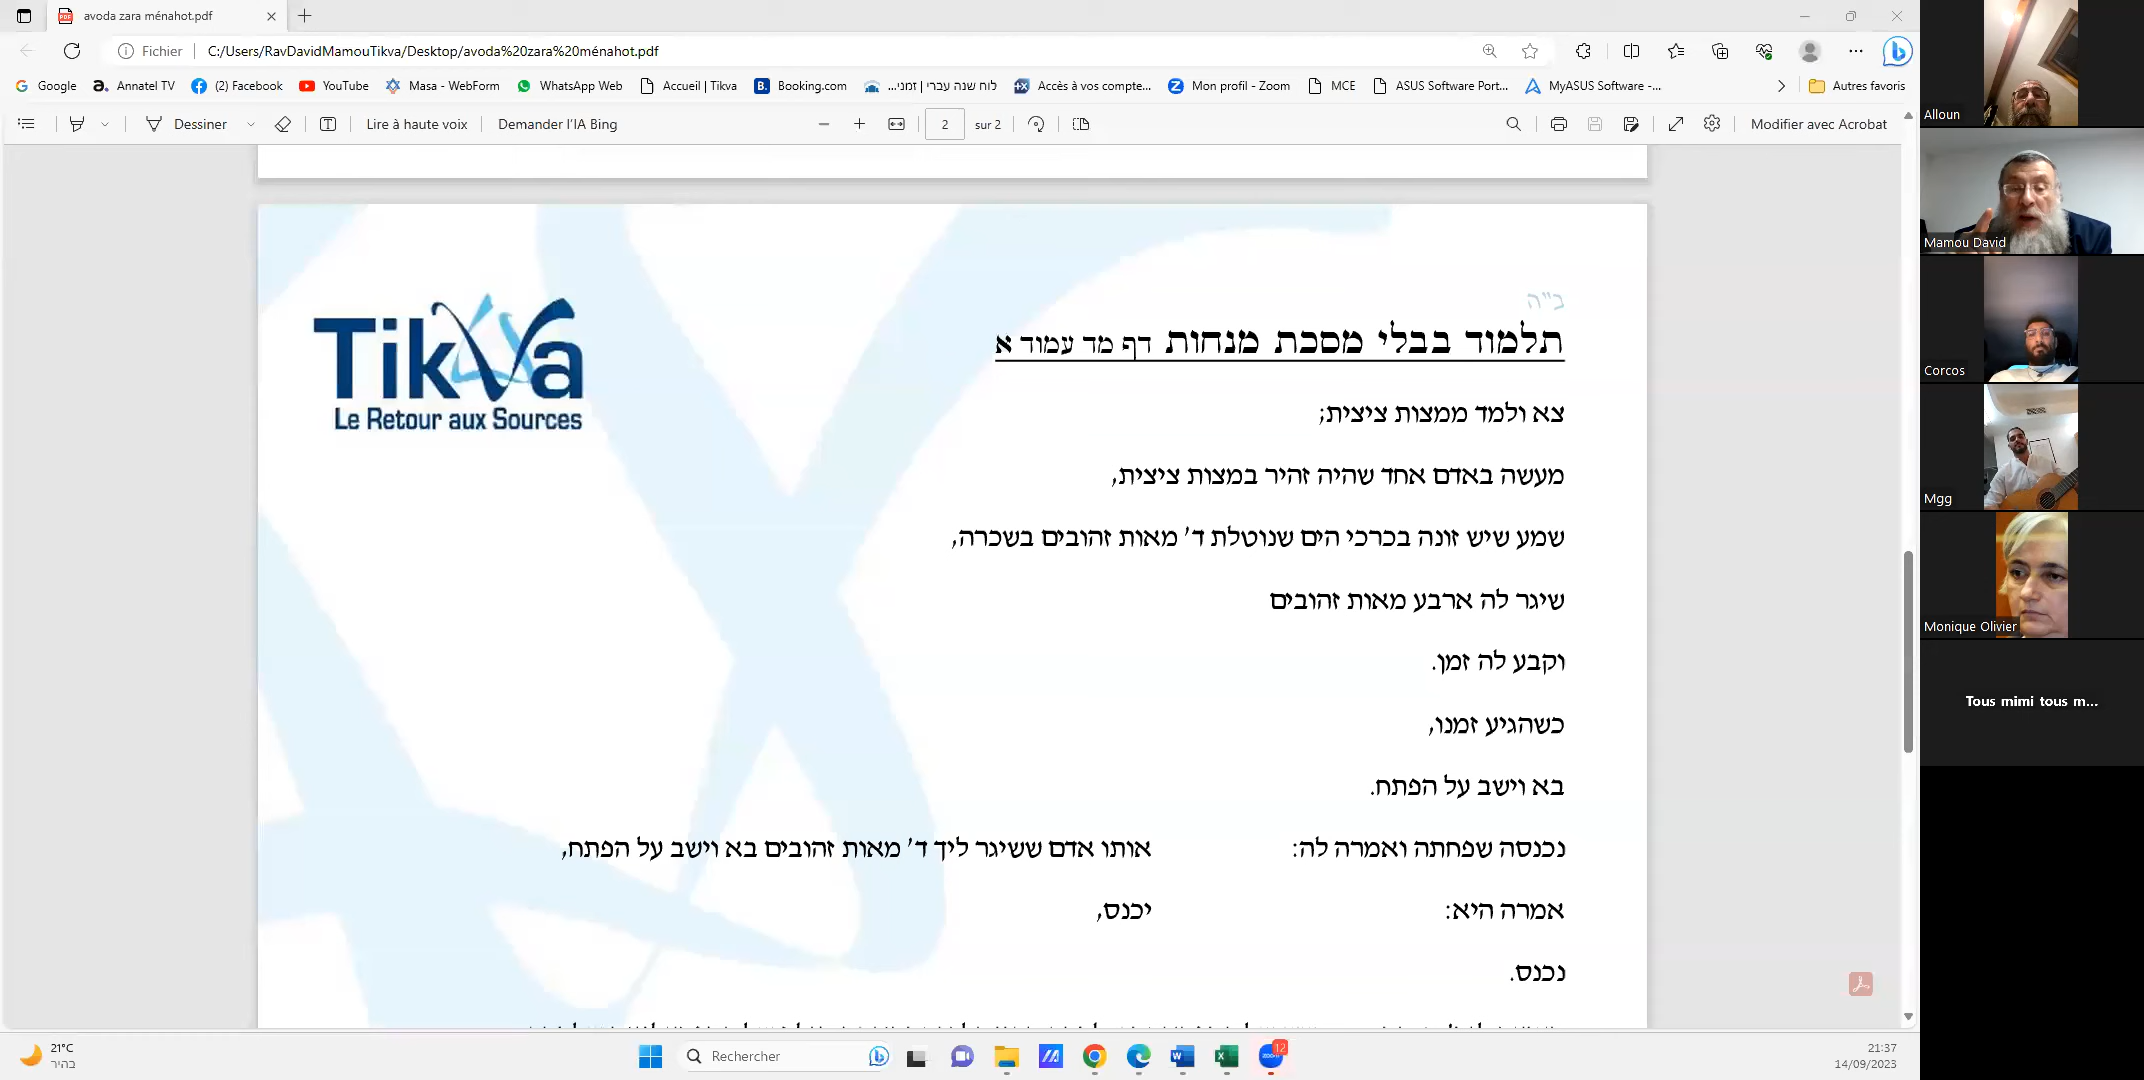 avoda zara ménahot.pdf
Fichier
C:/Users/RavDavidMamouTikva/Desktop/avoda%20zara%20ménahot.pdf
Google
Annatel TV
(2) Facebook
YouTube
Masa - WebForm
WhatsApp Web
Accueil | Tikva
Booking.com
לוח שנה עברי | זמני...
Accès à vos compte...
Mon profil - Zoom
MCE
ASUS Software Port...
MyASUS Software -...
Autres favoris
Dessiner
Lire à haute voix
Demander l'IA Bing
2 sur 2
Modifier avec Acrobat
ב"ה
Tikva
Le Retour aux Sources
תלמוד בבלי מסכת מנחות דף מד עמוד א
צא ולמד ממצות ציצית;
מעשה באדם אחד שהיה זהיר במצות ציצית,
שמע שיש זונה בכרכי הים שנוטלת ד' מאות זהובים בשכרה,
שיגר לה ארבע מאות זהובים
וקבע לה זמן.
כשהגיע זמנו,
בא וישב על הפתח.
נכנסה שפחתה ואמרה לה: אותו אדם ששיגר ליך ד' מאות זהובים בא וישב על הפתח,
אמרה היא: יכנס,
נכנס.
Alloun
Mamou David
Corcos
Mgg
Monique Olivier
Tous mimi tous m...
21°C
בהיר
Rechercher
zoom
12
21:37
14/09/2023